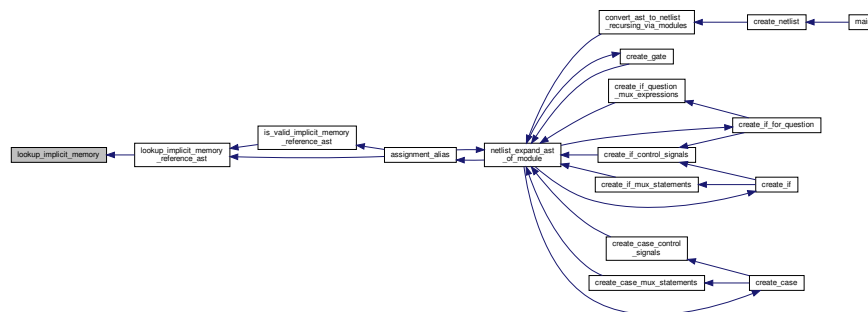 convert_ast_to_netlist
_recursing_via_modules
create_netlist
mai
create_gate
create_if_question
_mux_expressions
create_if_for_question
is_valid_implicit_memory
_reference_ast
lookup_implicit_memory
lookup_implicit_memory
_reference_ast
assignment_alias
netlist_expand_ast
_of_module
create_if_control_signals
create_if_mux_statements
create_if
create_case_control
_signals
create_case_mux_statements
create_case